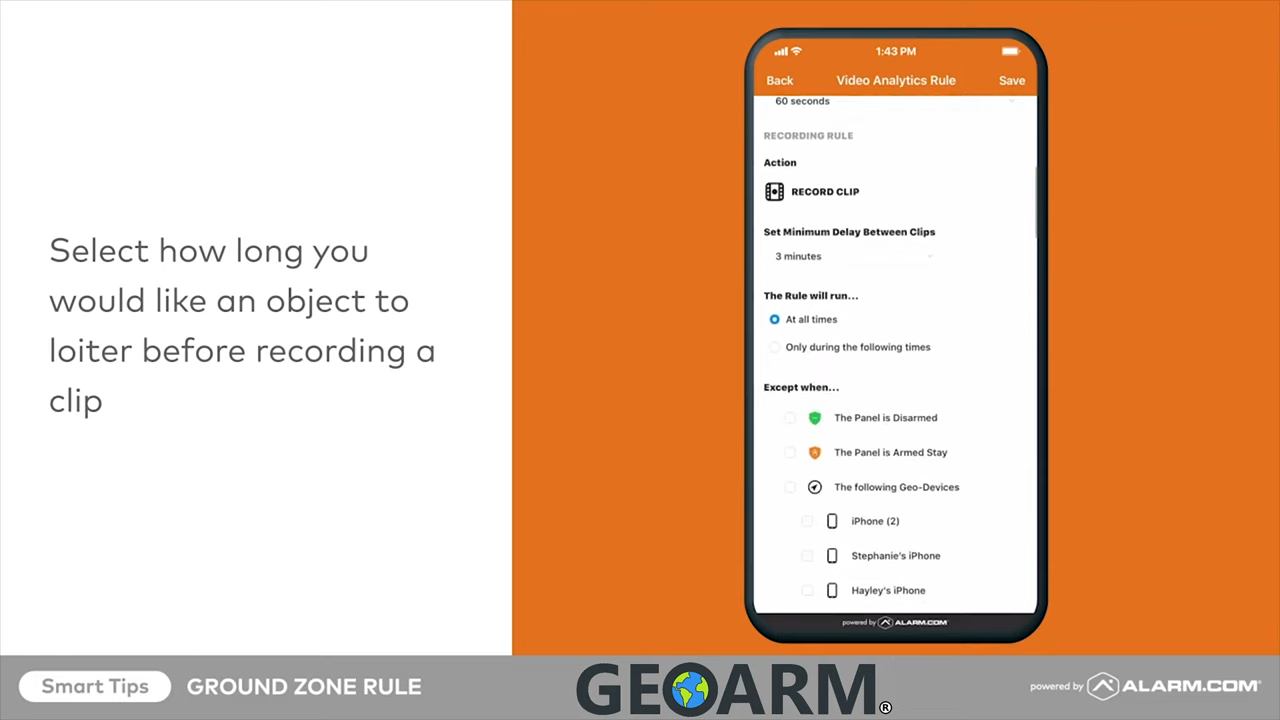 Select how long you
would like an object to
loiter before recording a
clip
1:43 PM
Back Video Analytics Rule Save
60 seconds
RECORDING RULE
Action
RECORD CLIP
Set Minimum Delay Between Clips
3 minutes
The Rule will run...
At all times
Only during the following times
Except when...
The Panel is Disarmed
The Panel is Armed Stay
The following Geo-Devices
iPhone (2)
Stephanie's iPhone
Hayley's iPhone
powered by ALARM.COM
Smart Tips GROUND ZONE RULE
GEOARM®
powered by ALARM.COM®